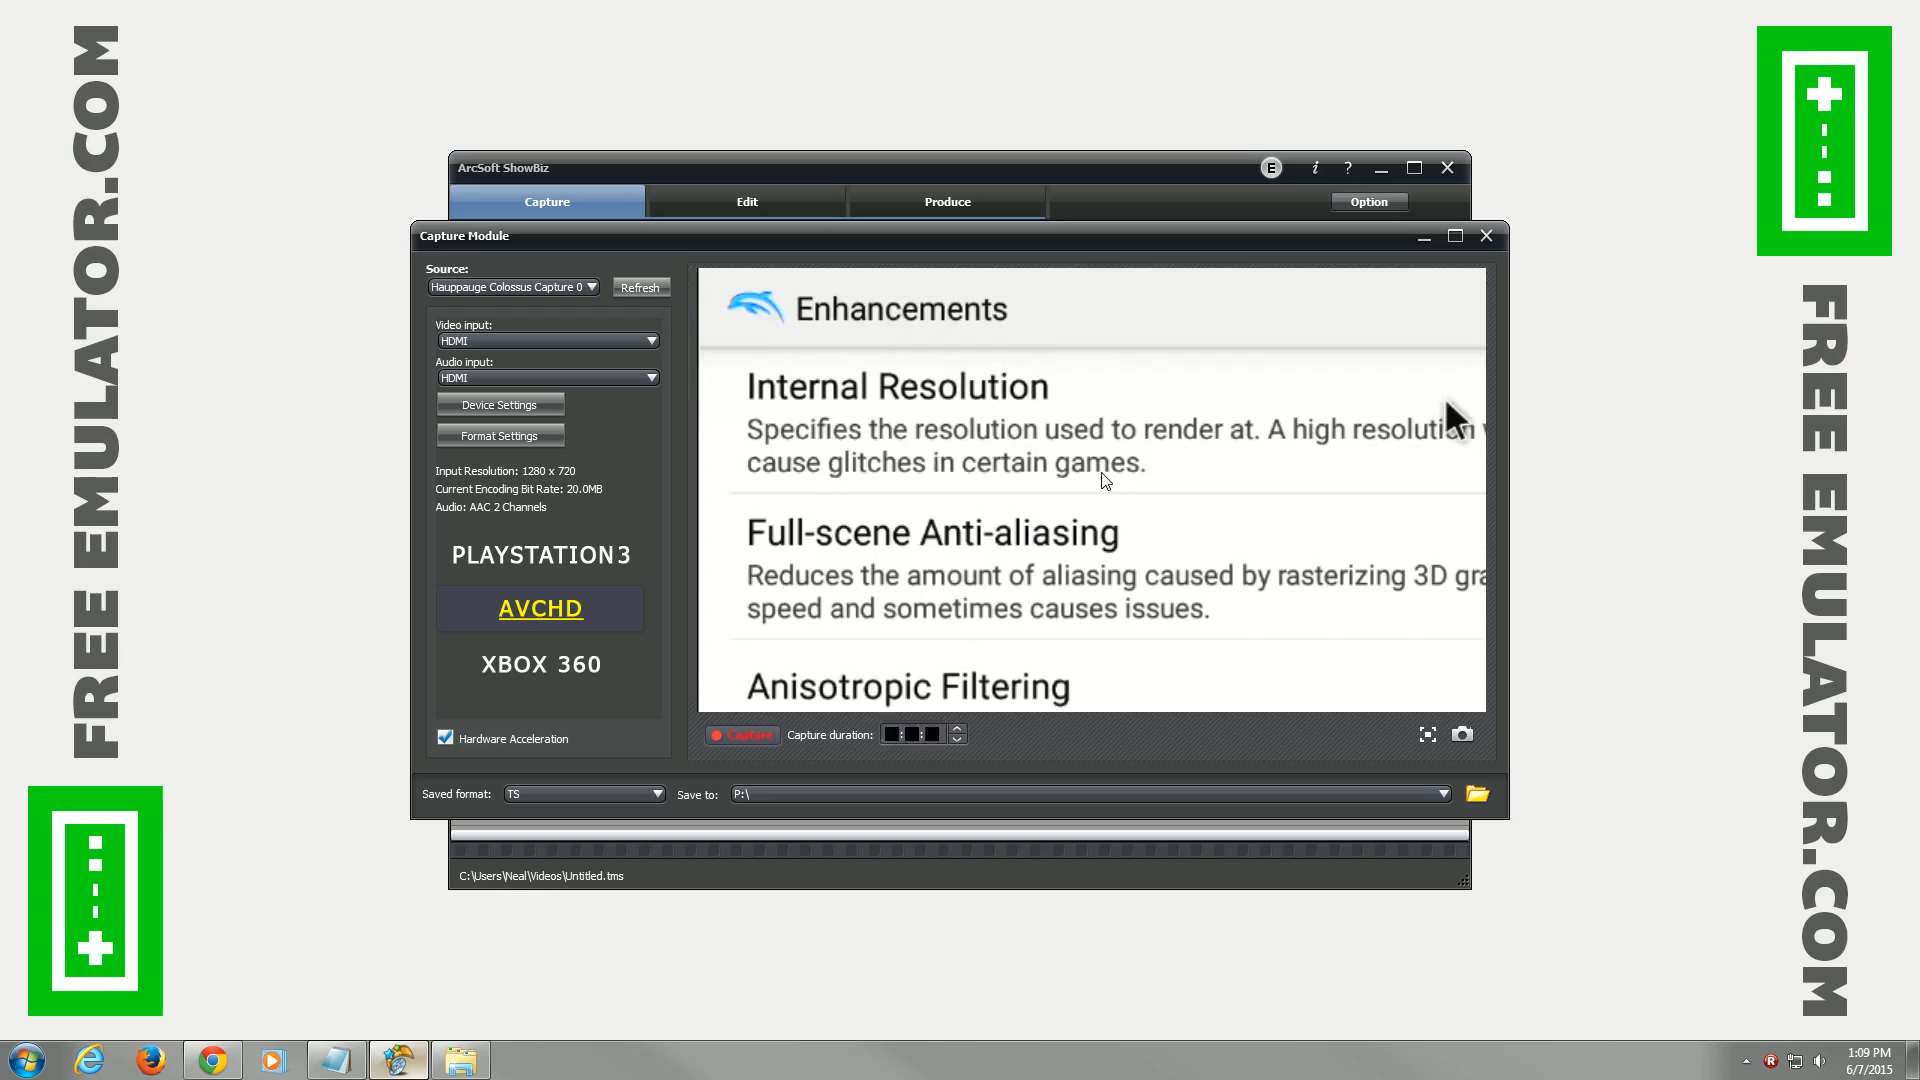 FREE EMULATOR.COM
FREE EMULATOR.COM
ArcSoft ShowBiz
E
i
?
Capture
Edit
Produce
Option
Capture Module
Source:
Hauppauge Colossus Capture 0
Refresh
Video input:
HDMI
Audio input:
HDMI
Device Settings
Format Settings
Input Resolution: 1280 x 720
Current Encoding Bit Rate: 20.0MB
Audio: AAC 2 Channels
PLAYSTATION3
AVCHD
XBOX 360
Hardware Acceleration
Enhancements
Internal Resolution
Specifies the resolution used to render at. A high resolution
cause glitches in certain games.
Full-scene Anti-aliasing
Reduces the amount of aliasing caused by rasterizing 3D gra
speed and sometimes causes issues.
Anisotropic Filtering
Capture
Capture duration:
Saved format:
TS
Save to:
P:\
C:\Users\Neal\Videos\Untitled.tms
R
1:09 PM
6/7/2015